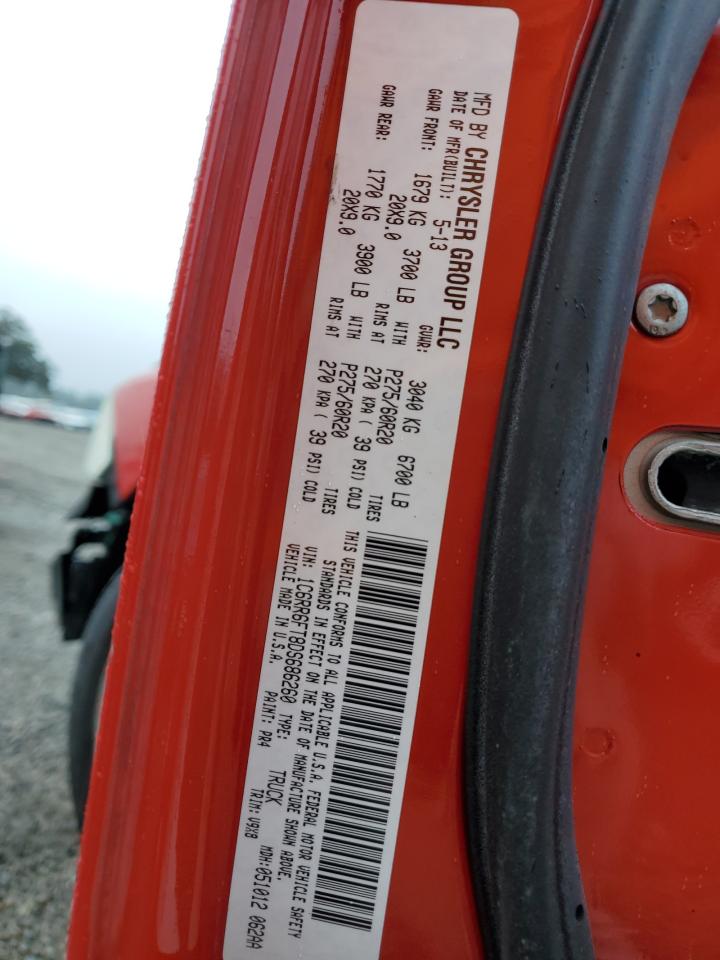 MFD BY CHRYSLER GROUP LLC
DATE OF MFR(BUILT): 5-13 GVWR: 3040 KG 6700 LB
GAWR FRONT: 1679 KG 3700 LB WITH P275/60R20 TIRES
20X9.0 RIMS AT 270 KPA ( 39 PSI) COLD
GAWR REAR: 1770 KG 3900 LB WITH P275/60R20 TIRES
20X9.0 RIMS AT 270 KPA ( 39 PSI) COLD
THIS VEHICLE CONFORMS TO ALL APPLICABLE U.S.A. FEDERAL MOTOR VEHICLE SAFETY
STANDARDS IN EFFECT ON THE DATE OF MANUFACTURE SHOWN ABOVE.
VIN: 1C6RR6FT8DS686260 TYPE: TRUCK MDH:051012 062AA
VEHICLE MADE IN U.S.A. PAINT: PR4 TRIM: V9X8